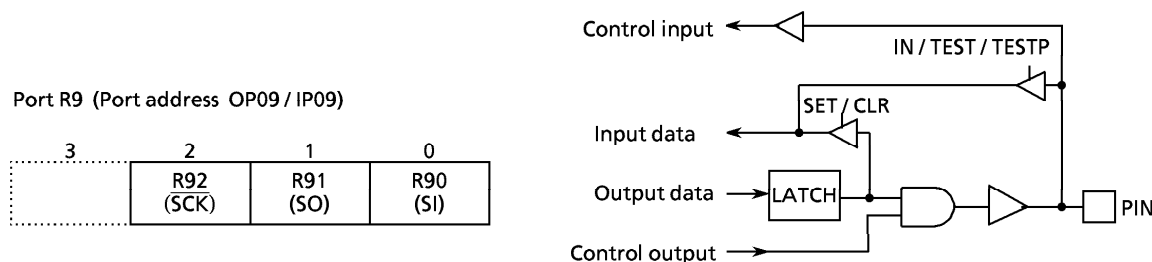 Port R9 (Port address OP09 / IP09)
3 2 1 0
R92 R91 R90
(SCK) (SO) (SI)
Control input
IN / TEST / TESTP
SET / CLR
Input data
Output data
LATCH
PIN
Control output